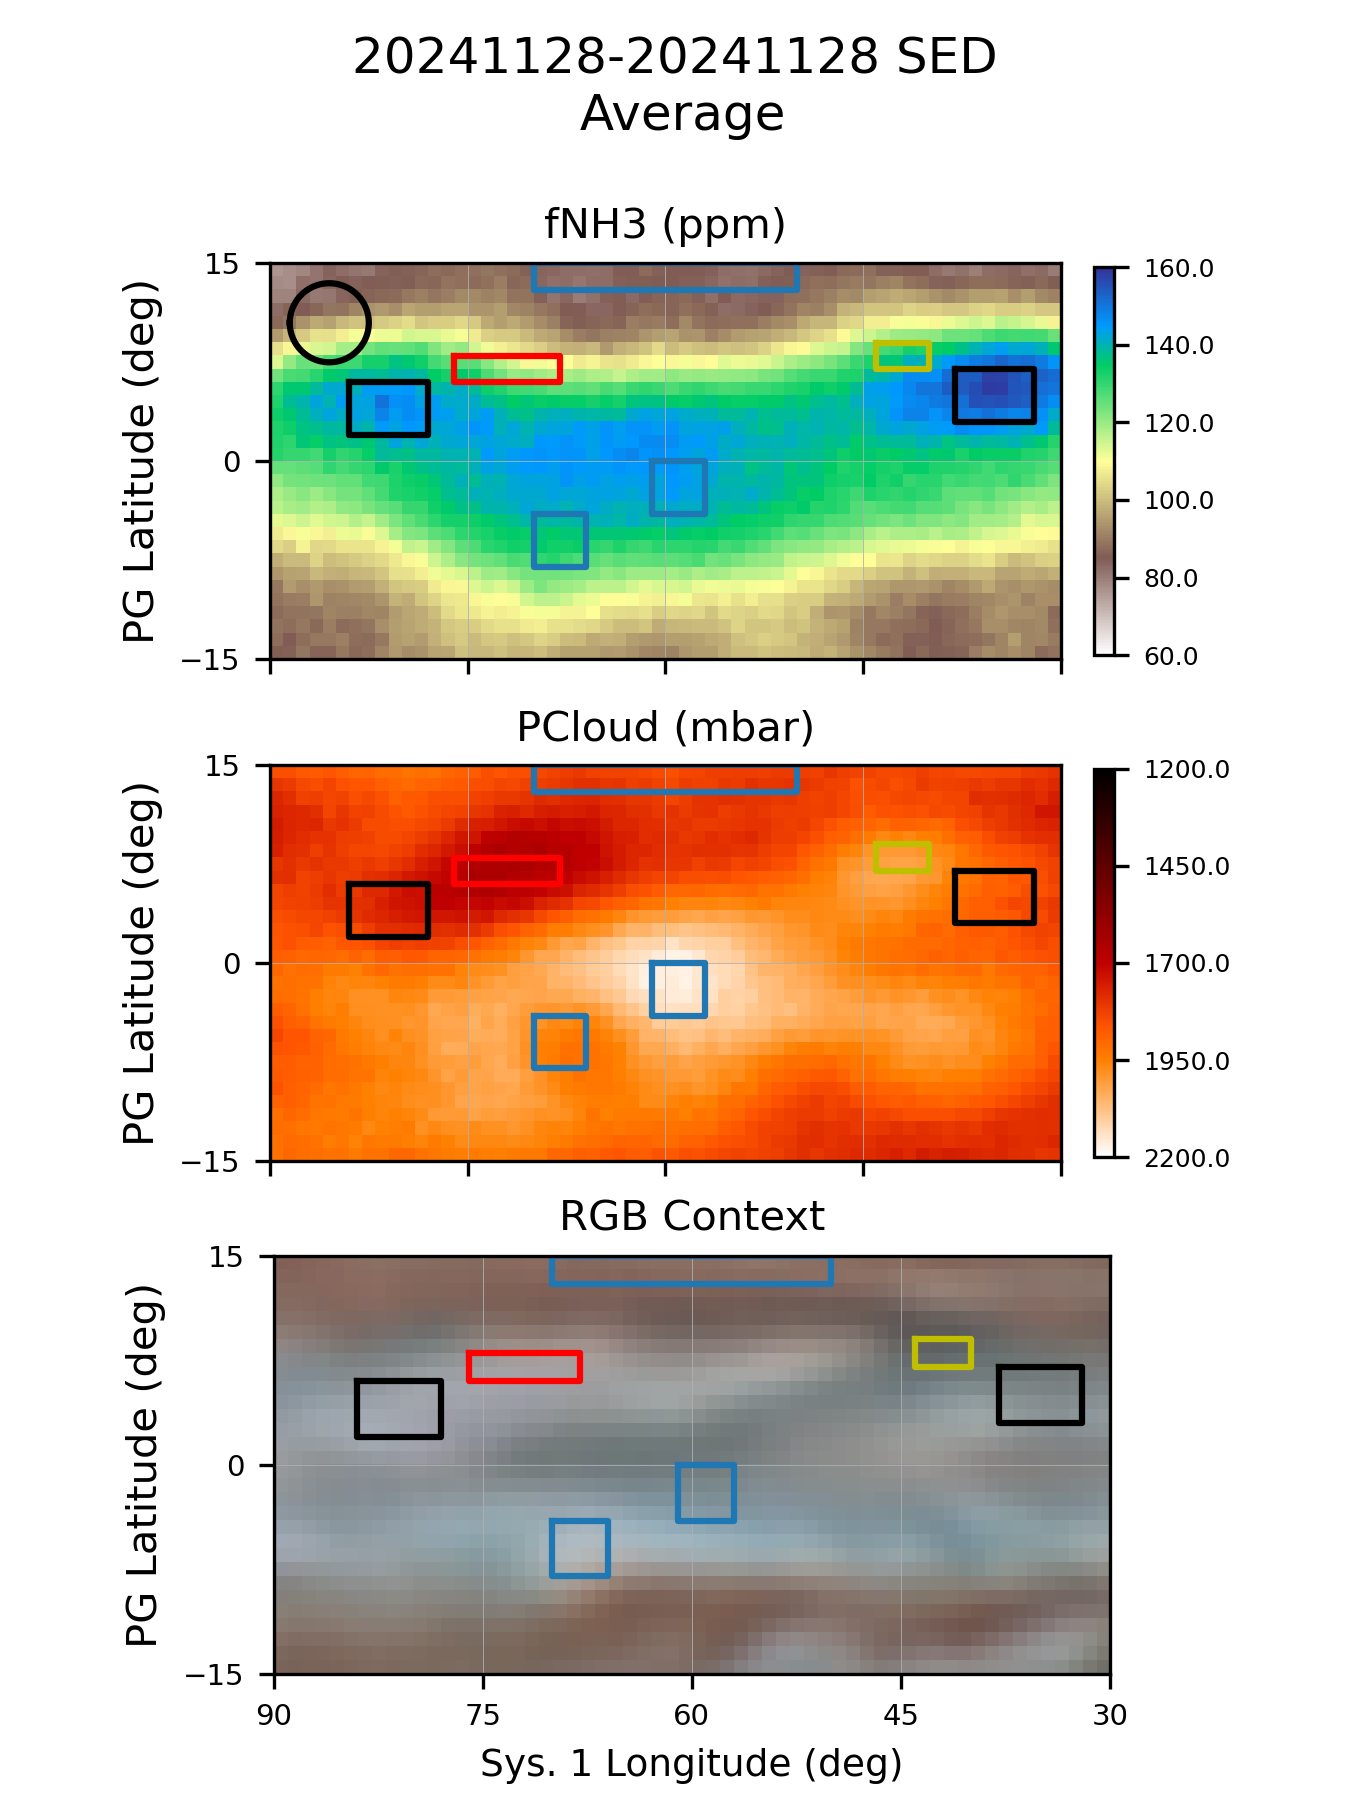 20241128-20241128 SED
Average
fNH3 (ppm)
PG Latitude (deg)
15
0
−15
160.0
140.0
120.0
100.0
80.0
60.0
PCloud (mbar)
PG Latitude (deg)
15
0
−15
1200.0
1450.0
1700.0
1950.0
2200.0
RGB Context
PG Latitude (deg)
15
0
−15
90 75 60 45 30
Sys. 1 Longitude (deg)